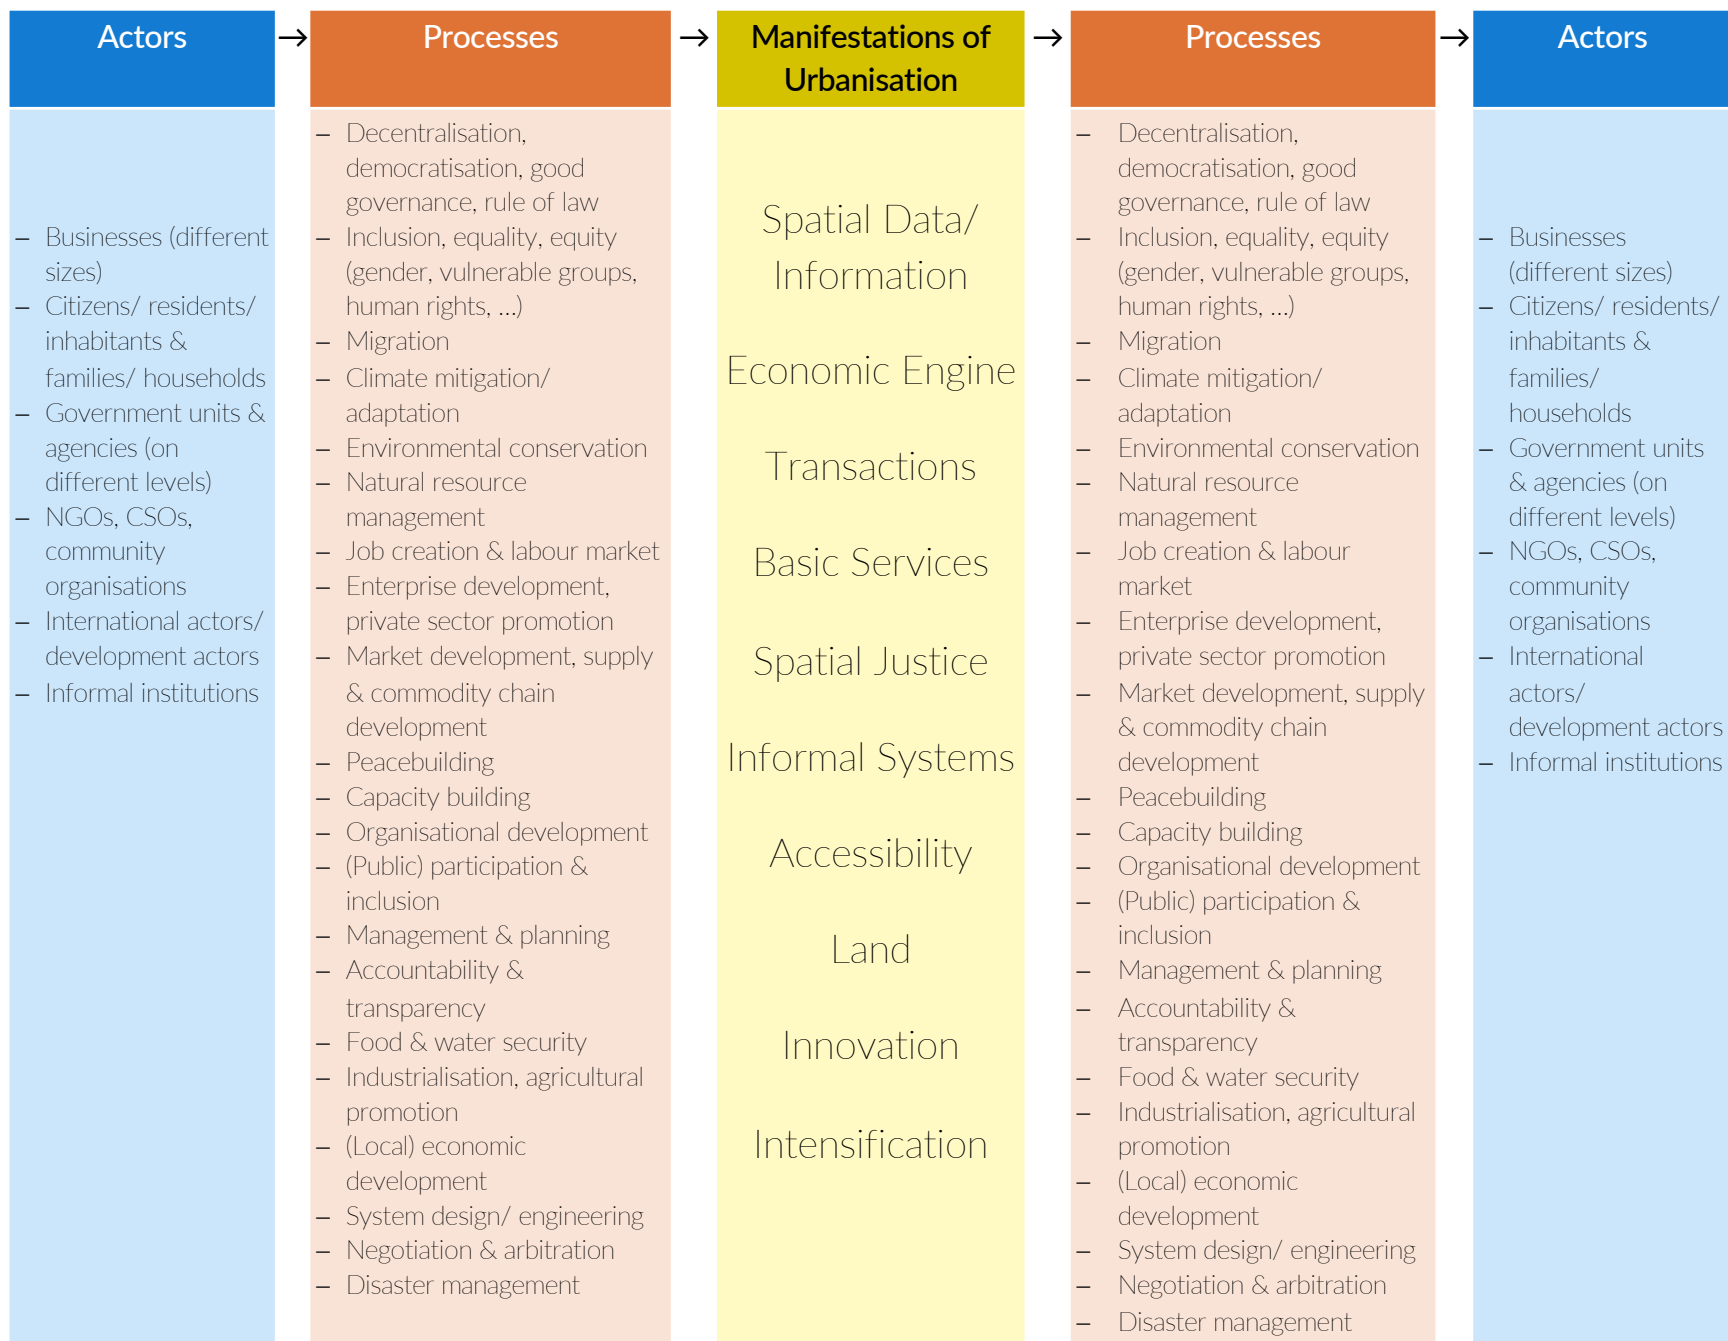 Actors
→
Processes
→
Manifestations of
Urbanisation
→
Processes
→
Actors
– Businesses (different
sizes)
– Citizens/ residents/
inhabitants &
families/ households
– Government units &
agencies (on
different levels)
– NGOs, CSOs,
community
organisations
– International actors/
development actors
– Informal institutions
– Decentralisation,
democratisation, good
governance, rule of law
– Inclusion, equality, equity
(gender, vulnerable groups,
human rights, ...)
– Migration
– Climate mitigation/
adaptation
– Environmental conservation
– Natural resource
management
– Job creation & labour market
– Enterprise development,
private sector promotion
– Market development, supply
& commodity chain
development
– Peacebuilding
– Capacity building
– Organisational development
– (Public) participation &
inclusion
– Management & planning
– Accountability &
transparency
– Food & water security
– Industrialisation, agricultural
promotion
– (Local) economic
development
– System design/ engineering
– Negotiation & arbitration
– Disaster management
Spatial Data/
Information
Economic Engine
Transactions
Basic Services
Spatial Justice
Informal Systems
Accessibility
Land
Innovation
Intensification
– Decentralisation,
democratisation, good
governance, rule of law
– Inclusion, equality, equity
(gender, vulnerable groups,
human rights, ...)
– Migration
– Climate mitigation/
adaptation
– Environmental conservation
– Natural resource
management
– Job creation & labour
market
– Enterprise development,
private sector promotion
– Market development, supply
& commodity chain
development
– Peacebuilding
– Capacity building
– Organisational development
– (Public) participation &
inclusion
– Management & planning
– Accountability &
transparency
– Food & water security
– Industrialisation, agricultural
promotion
– (Local) economic
development
– System design/ engineering
– Negotiation & arbitration
– Disaster management
– Businesses
(different sizes)
– Citizens/ residents/
inhabitants &
families/
households
– Government units
& agencies (on
different levels)
– NGOs, CSOs,
community
organisations
– International
actors/
development actors
– Informal institutions